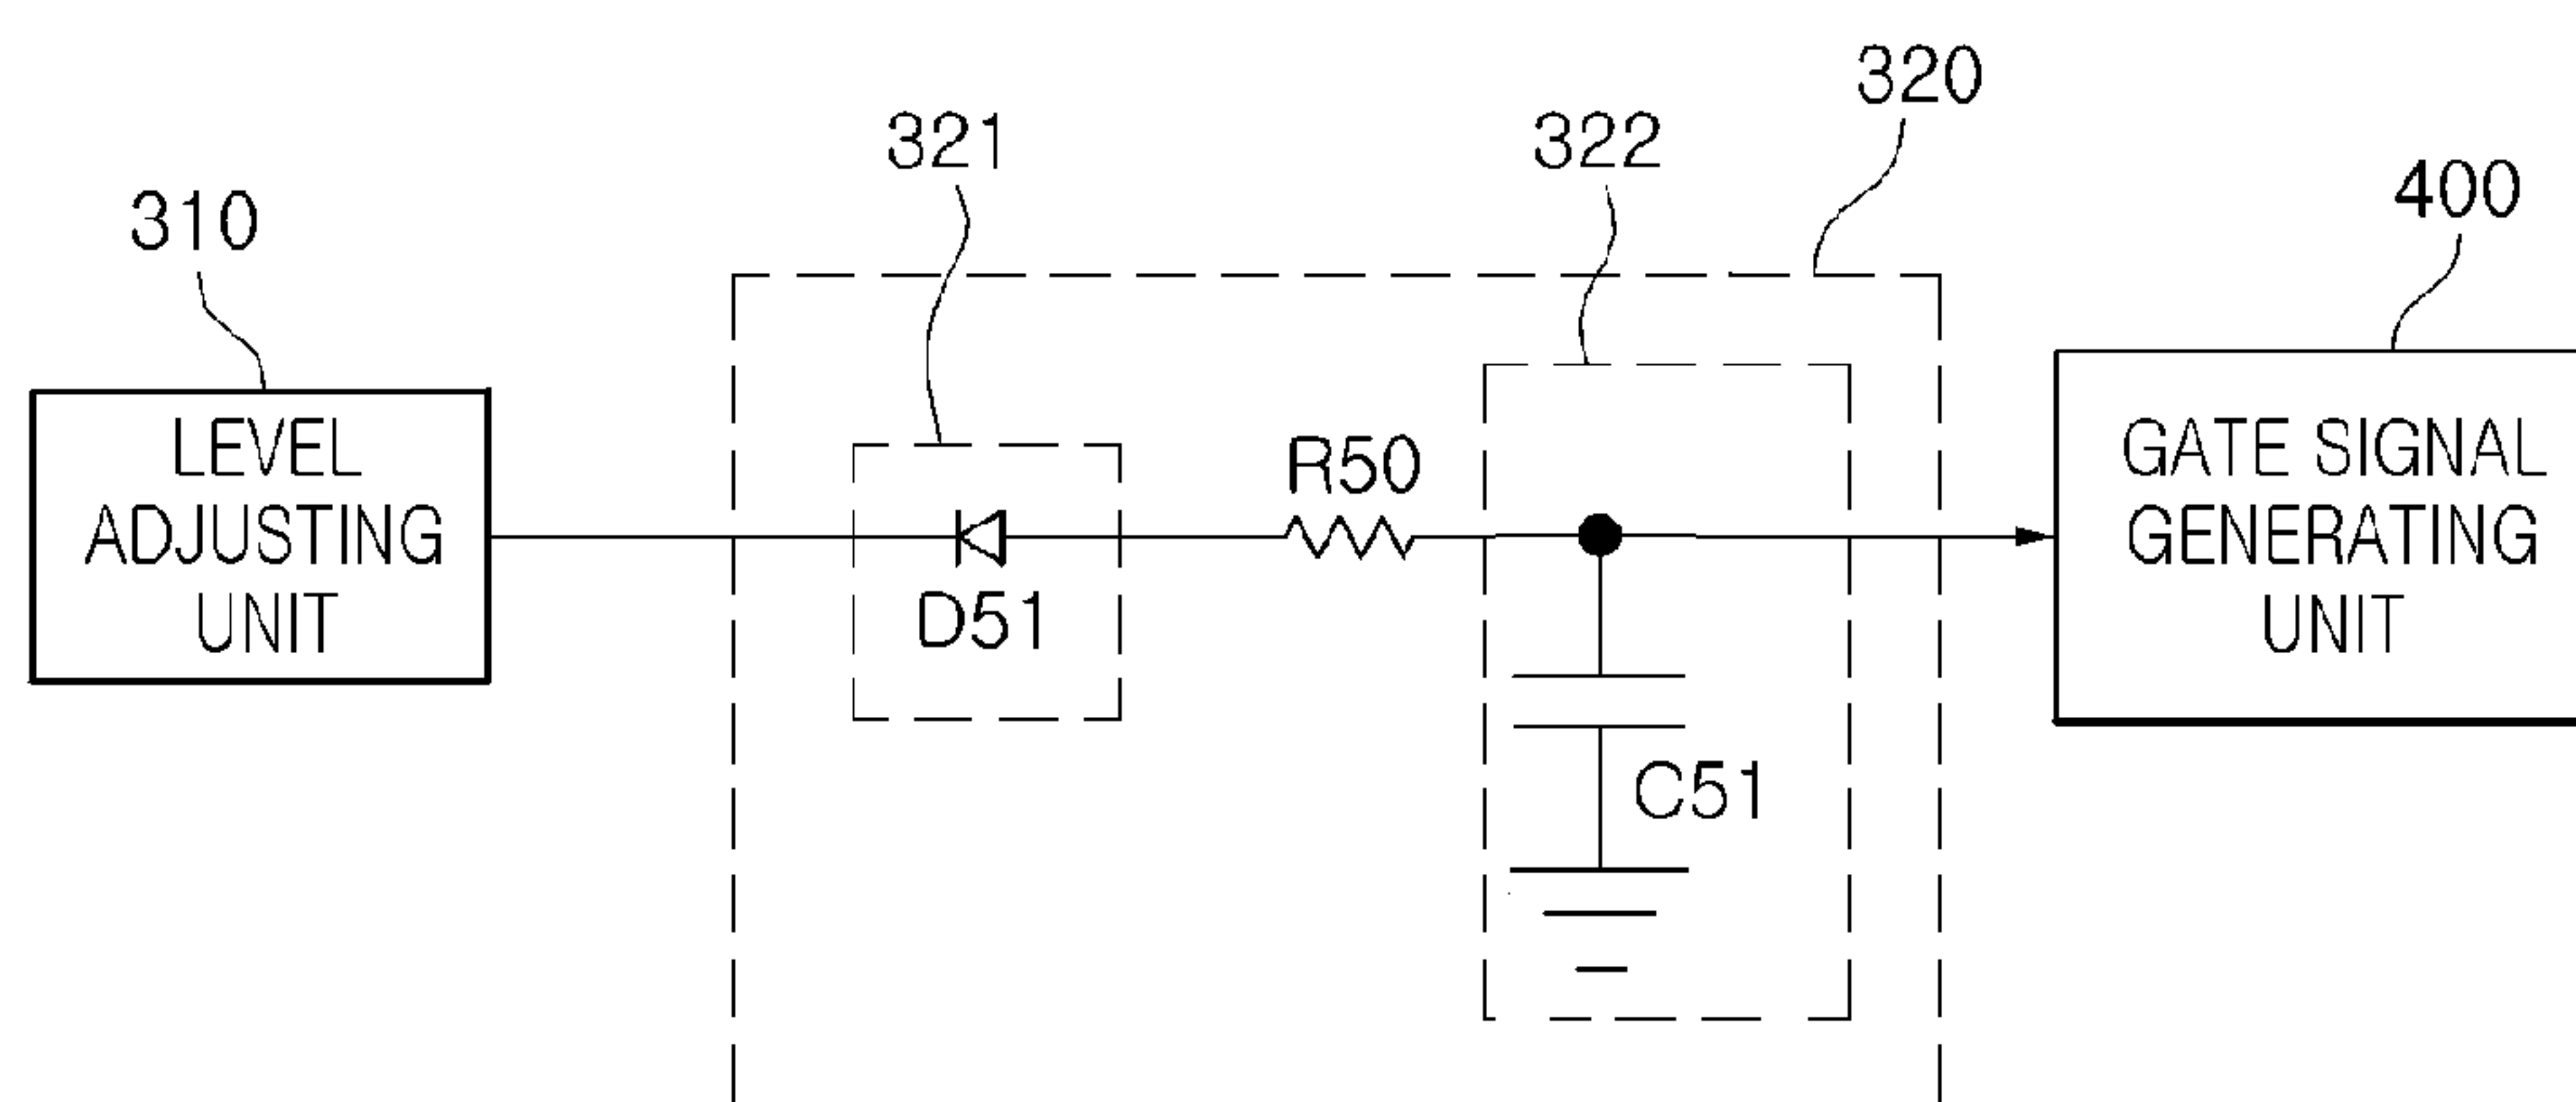 320
321
322
400
310
LEVEL
ADJUSTING
UNIT
R50
D51
C51
GATE SIGNAL
GENERATING
UNIT